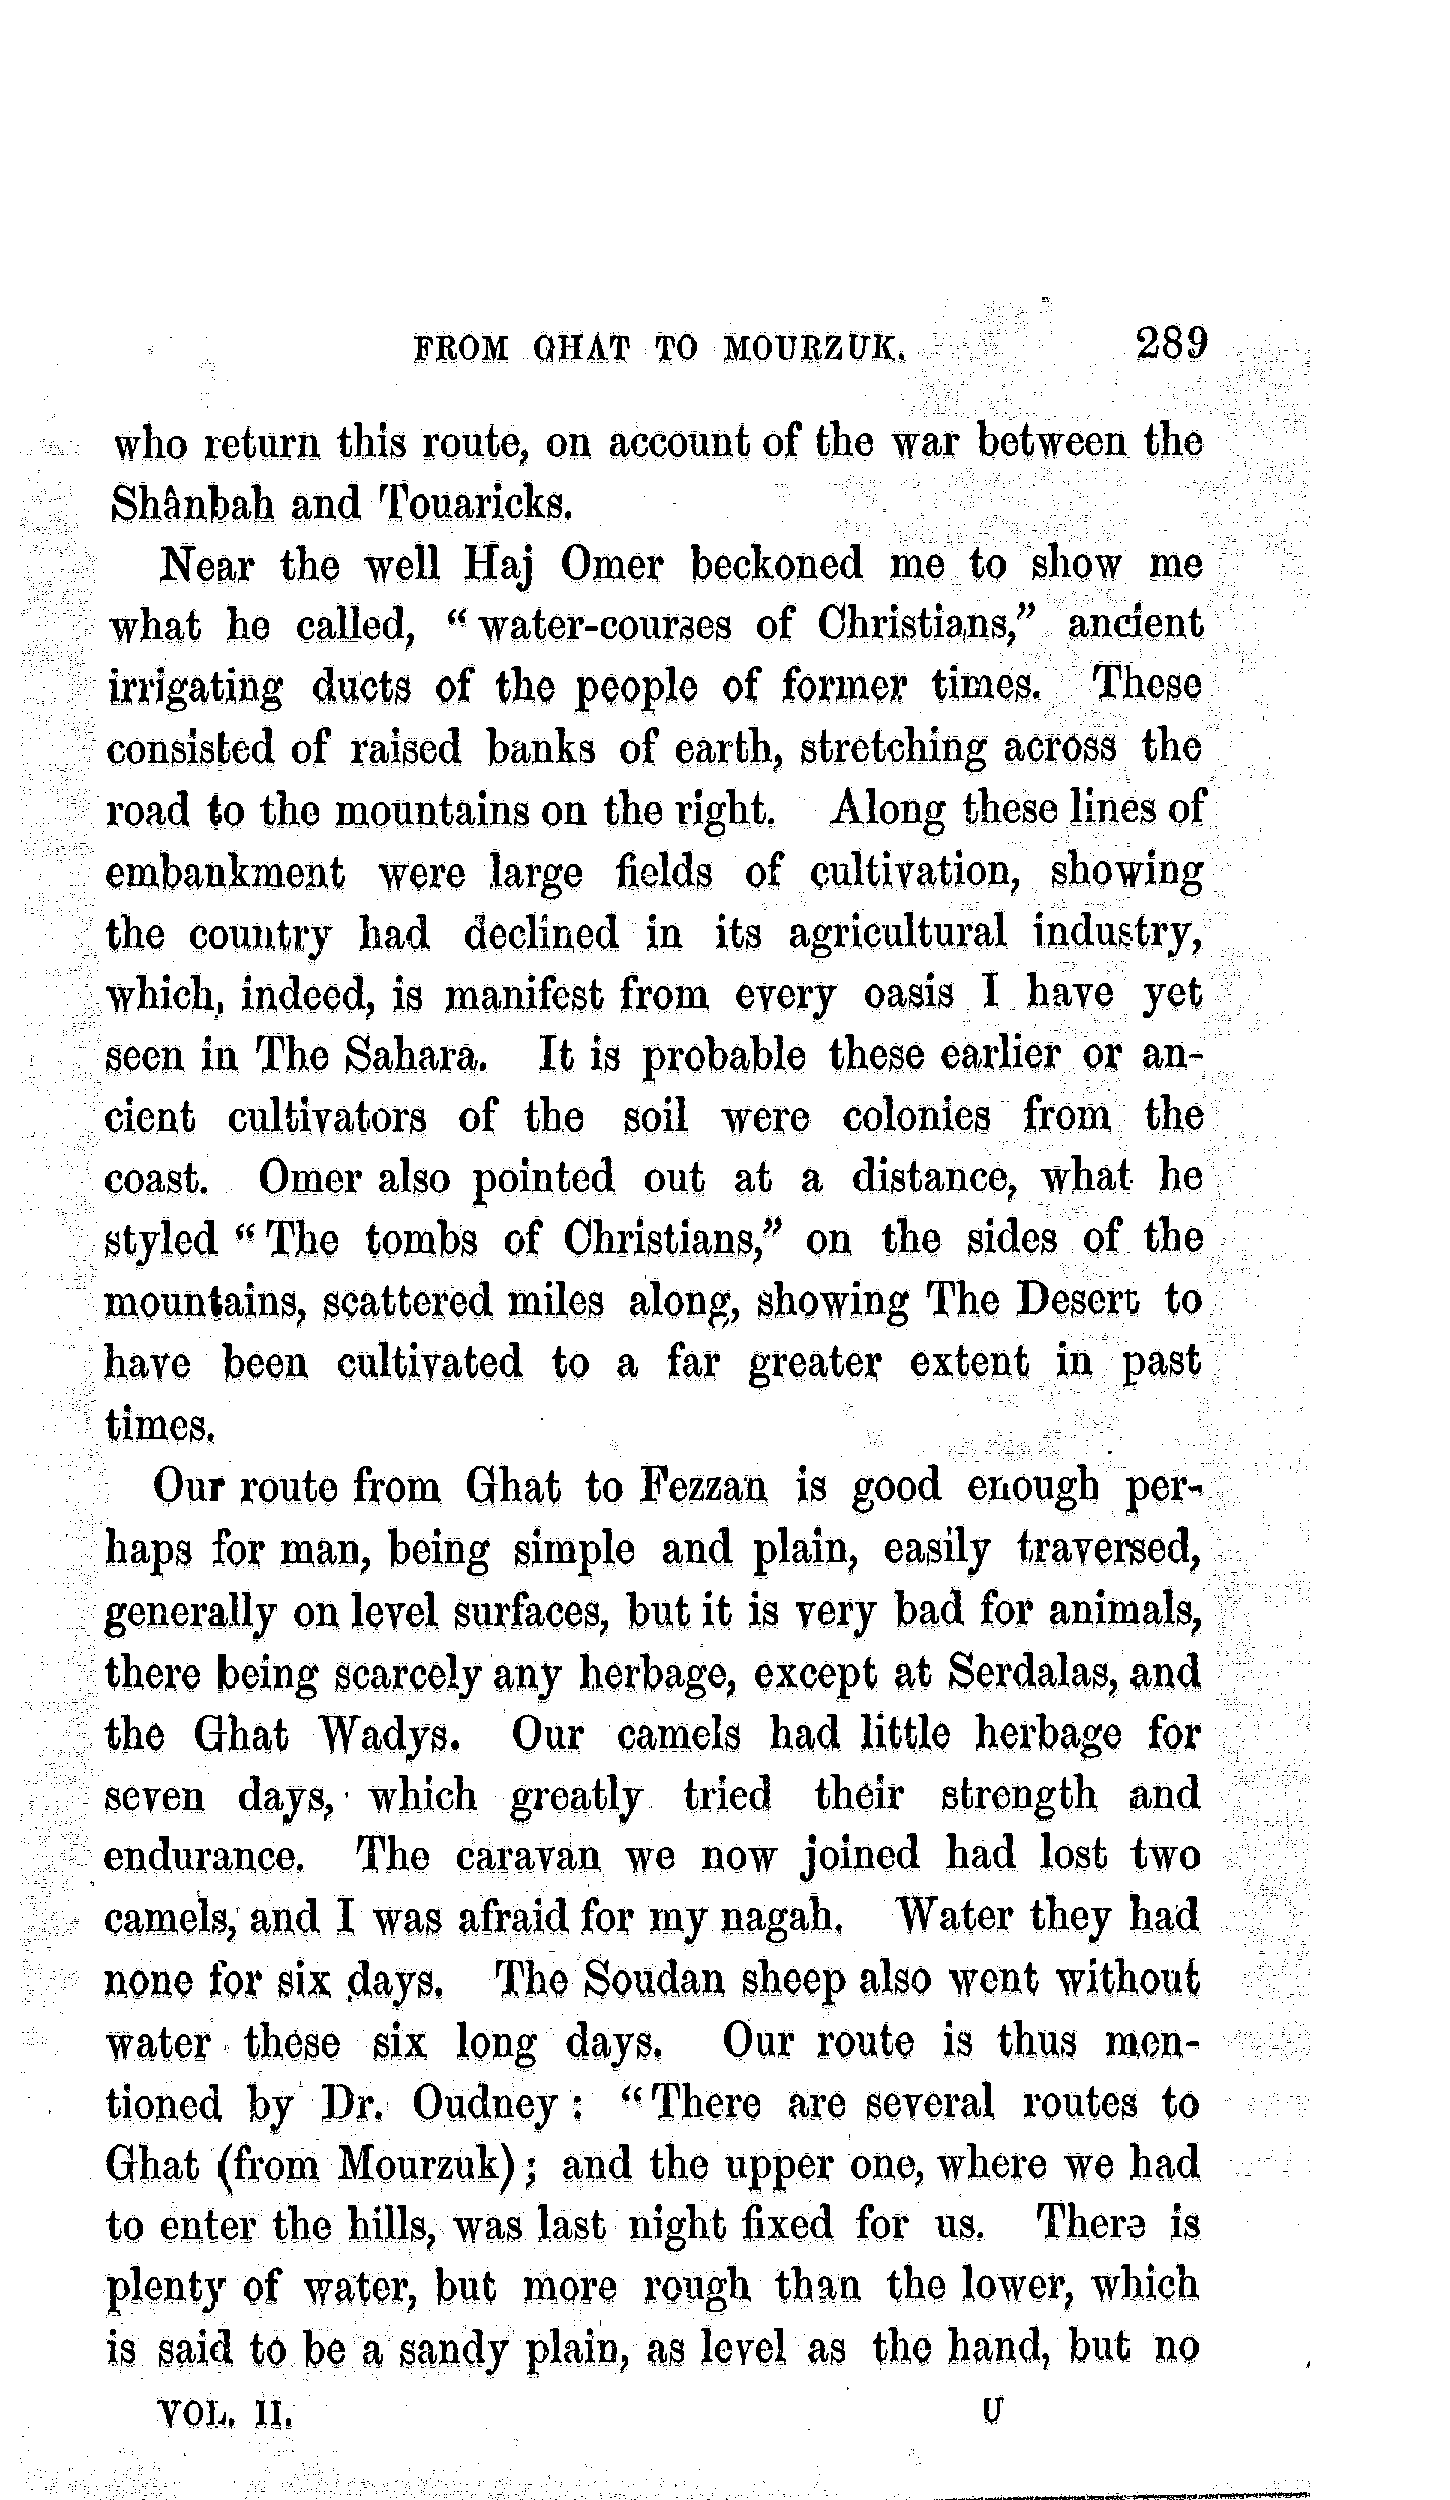 FROM GHAT TO MOURZUK. 289
who return this route, on account of the war between the
Shânbah and Touaricks.
Near the well Haj Omer beckoned me to show me
what he called, “water-courses of Christians,” ancient
irrigating ducts of the people of former times. These
consisted of raised banks of earth, stretching across the
road to the mountains on the right. Along these lines of
embankment were large fields of cultivation, showing
the country had declined in its agricultural industry,
which, indeed, is manifest from every oasis I have yet
seen in The Sahara. It is probable these earlier or an-
cient cultivators of the soil were colonies from the
coast. Omer also pointed out at a distance, what he
styled “The tombs of Christians,” on the sides of the
mountains, scattered miles along, showing The Desert to
have been cultivated to a far greater extent in past
times.
Our route from Ghat to Fezzan is good enough per-
haps for man, being simple and plain, easily traversed,
generally on level surfaces, but it is very bad for animals,
there being scarcely any herbage, except at Serdalas, and
the Ghat Wadys. Our camels had little herbage for
seven days, which greatly tried their strength and
endurance. The caravan we now joined had lost two
camels, and I was afraid for my nagah. Water they had
none for six days. The Soudan sheep also went without
water these six long days. Our route is thus men-
tioned by Dr. Oudney: “There are several routes to
Ghat (from Mourzuk); and the upper one, where we had
to enter the hills, was last night fixed for us. There is
plenty of water, but more rough than the lower, which
is said to be a sandy plain, as level as the hand, but no
VOL. II. U